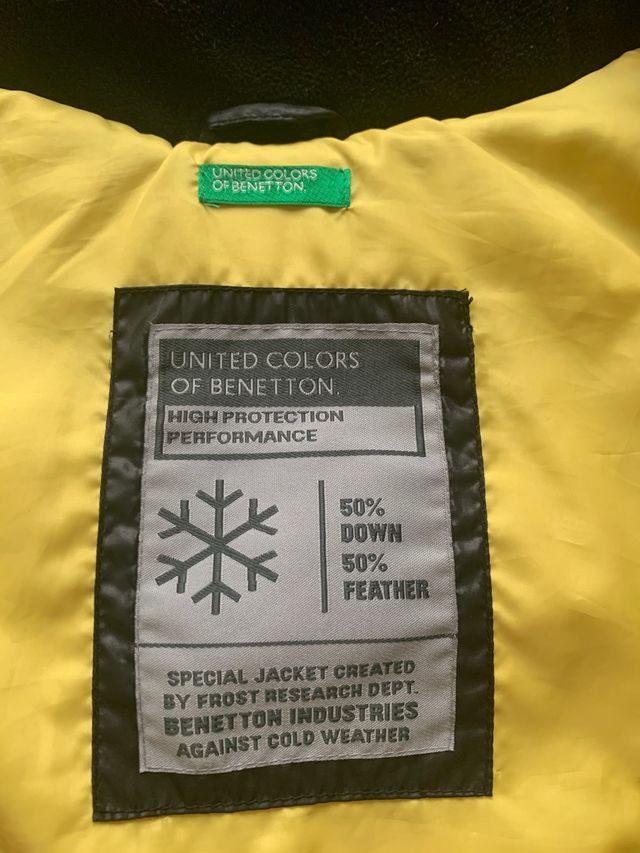 UNITED COLORS
OF BENETTON.
UNITED COLORS
OF BENETTON.
HIGH PROTECTION
PERFORMANCE
50%
DOWN
50%
FEATHER
SPECIAL JACKET CREATED
BY FROST RESEARCH DEPT.
BENETTON INDUSTRIES
AGAINST COLD WEATHER